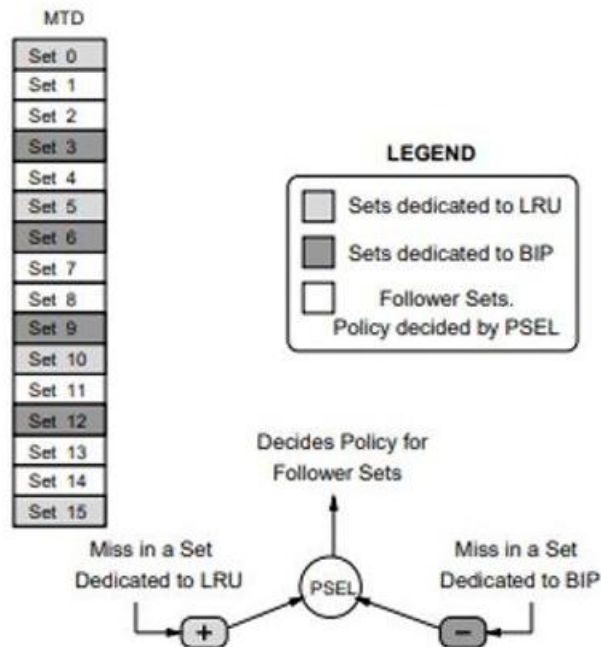 MTD
Set 0
Set 1
Set 2
Set 3
Set 4
Set 5
Set 6
Set 7
Set 8
Set 9
Set 10
Set 11
Set 12
Set 13
Set 14
Set 15
LEGEND
Sets dedicated to LRU
Sets dedicated to BIP
Follower Sets.
Policy decided by PSEL
Decides Policy for
Follower Sets
Miss in a Set
Dedicated to LRU
PSEL
Miss in a Set
Dedicated to BIP
+
−